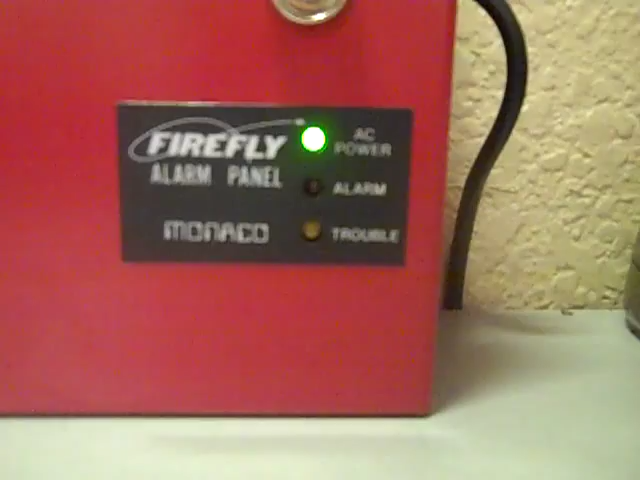 FIREFLY
ALARM PANEL
MONACO
AC
POWER
ALARM
TROUBLE